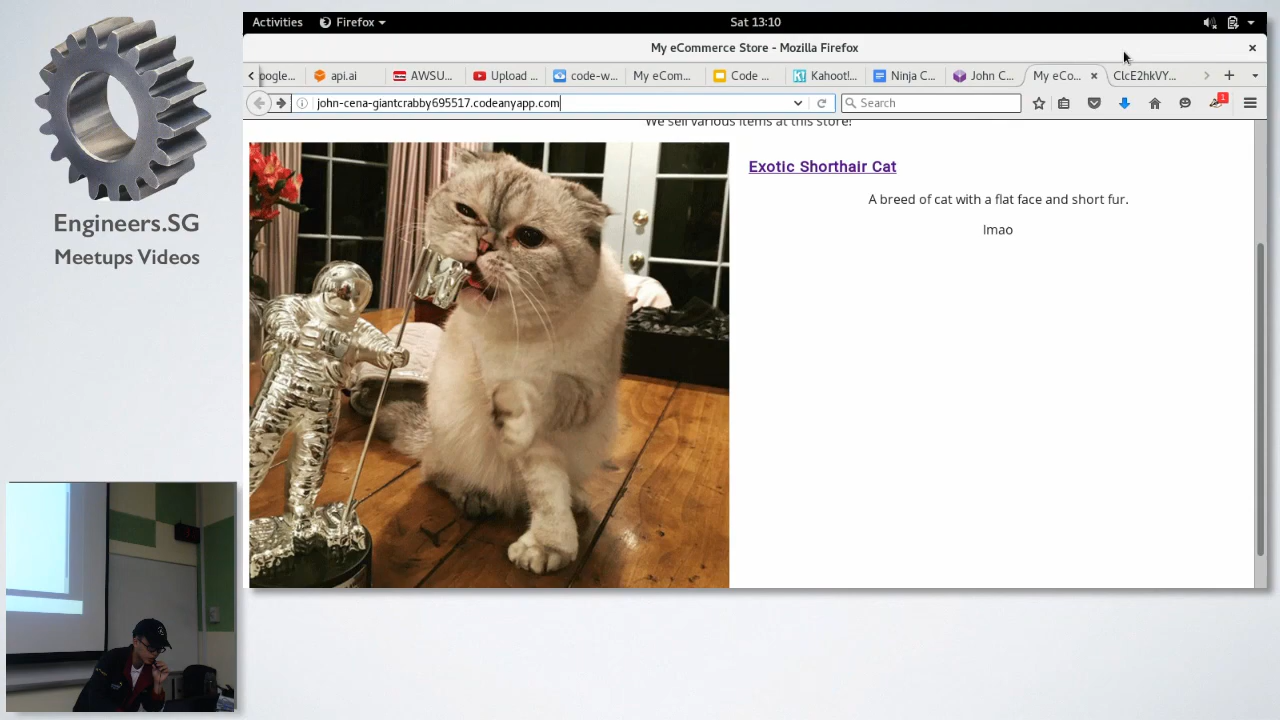 Engineers.SG
Meetups Videos
Activities
Firefox
Sat 13:10
My eCommerce Store - Mozilla Firefox
oogle...
api.ai
AWSU...
Upload ...
code-w...
My eCom...
Code ...
Kahoot!...
Ninja C...
John C...
My eCo...
ClcE2hkVY...
john-cena-giantcrabby695517.codeanyapp.com
Search
1
We sell various items at this store!
Exotic Shorthair Cat
A breed of cat with a flat face and short fur.
lmao